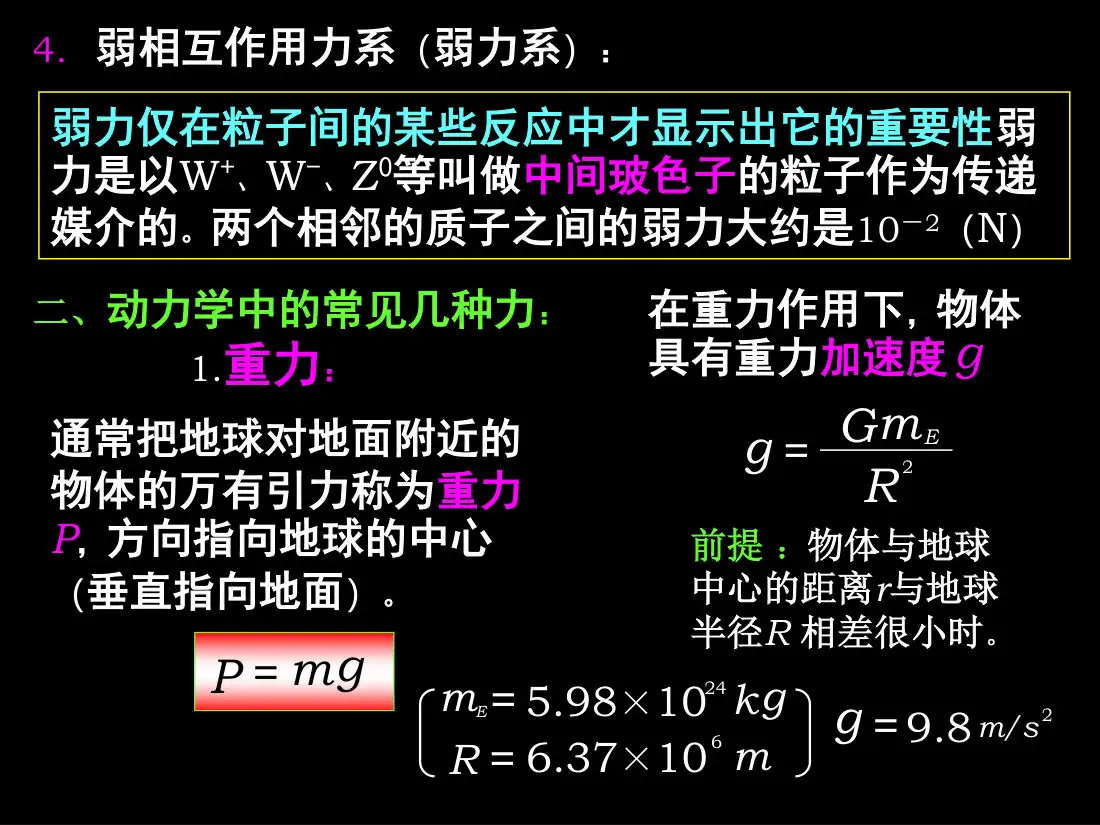 4. 弱相互作用力系（弱力系）:
弱力仅在粒子间的某些反应中才显示出它的重要性弱
力是以W⁺、W⁻、Z⁰等叫做中间玻色子的粒子作为传递
媒介的。两个相邻的质子之间的弱力大约是10⁻²（N）
二、动力学中的常见几种力:
1.重力:
通常把地球对地面附近的
物体的万有引力称为重力
P, 方向指向地球的中心
（垂直指向地面）。
P = mg
在重力作用下, 物体
具有重力加速度 g
g = Gm_E / R²
前提 : 物体与地球
中心的距离r与地球
半径R 相差很小时。
m_E = 5.98×10²⁴ kg
R = 6.37×10⁶ m
g = 9.8 m/s²